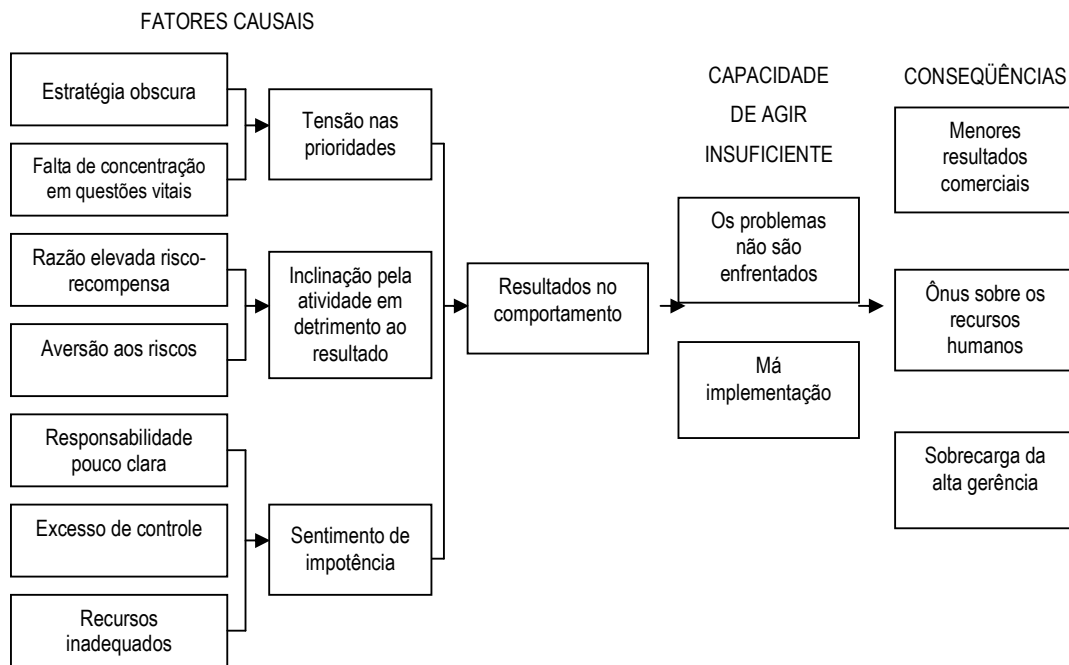 FATORES CAUSAIS
Estratégia obscura
Falta de concentração
em questões vitais
Razão elevada risco-
recompensa
Aversão aos riscos
Responsabilidade
pouco clara
Excesso de controle
Recursos
inadequados
Tensão nas
prioridades
Inclinação pela
atividade em
detrimento ao
resultado
Sentimento de
impotência
Resultados no
comportamento
CAPACIDADE
DE AGIR
INSUFICIENTE
Os problemas
não são
enfrentados
Má
implementação
CONSEQÜÊNCIAS
Menores
resultados
comerciais
Ônus sobre os
recursos
humanos
Sobrecarga da
alta gerência